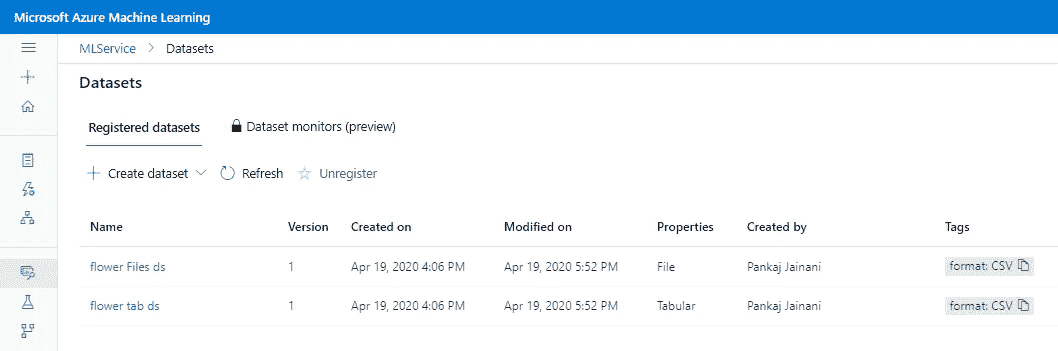 Microsoft Azure Machine Learning
MLService > Datasets
Datasets
Registered datasets Dataset monitors (preview)
Create dataset Refresh Unregister
Name Version Created on Modified on Properties Created by Tags
flower Files ds 1 Apr 19, 2020 4:06 PM Apr 19, 2020 5:52 PM File Pankaj Jainani format: CSV
flower tab ds 1 Apr 19, 2020 4:06 PM Apr 19, 2020 5:52 PM Tabular Pankaj Jainani format: CSV